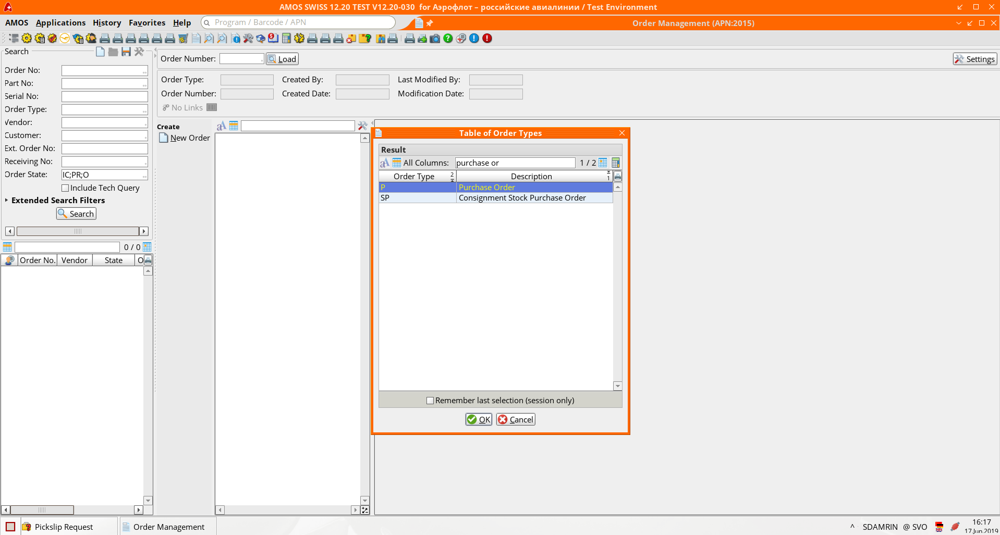 AMOS SWISS 12.20 TEST V12.20-030 for Аэрофлот – российские авиалинии / Test Environment
AMOS Applications History Favorites Help Program / Barcode / APN
Order Management (APN:2015)
Search
Order No:
Part No:
Serial No:
Order Type:
Vendor:
Customer:
Ext. Order No:
Receiving No:
Order State: IC;PR;O
Include Tech Query
Extended Search Filters
Search
0 / 0
Order No. Vendor State O
Order Number: Load Settings
Order Type: Created By: Last Modified By:
Order Number: Created Date: Modification Date:
No Links
Create
New Order
Table of Order Types
Result
All Columns: purchase or 1 / 2
Order Type 2 Description 1
P Purchase Order
SP Consignment Stock Purchase Order
Remember last selection (session only)
OK Cancel
Pickslip Request Order Management
^ SDAMRIN @ SVO 16:17
17.Jun.2019